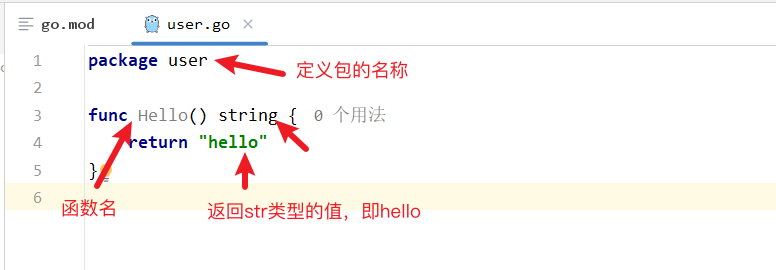 go.mod user.go
1 package user 定义包的名称
2
3 func Hello() string { 0 个用法
4 return "hello"
5 }
6
函数名 返回str类型的值，即hello